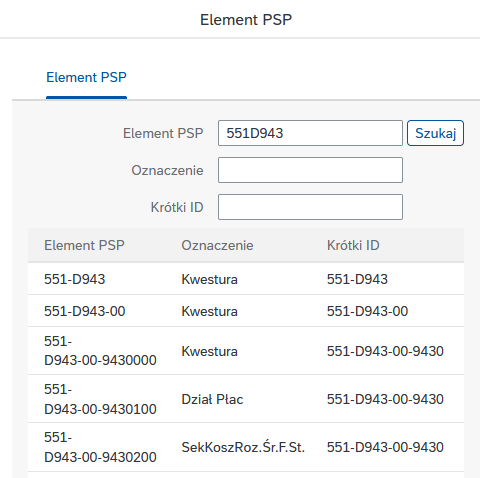 Element PSP
Element PSP
Element PSP 551D943 Szukaj
Oznaczenie
Krótki ID
Element PSP Oznaczenie Krótki ID
551-D943 Kwestura 551-D943
551-D943-00 Kwestura 551-D943-00
551-
D943-00-9430000 Kwestura 551-D943-00-9430
551-
D943-00-9430100 Dział Płac 551-D943-00-9430
551-
D943-00-9430200 SekKoszRoz.Śr.F.St. 551-D943-00-9430